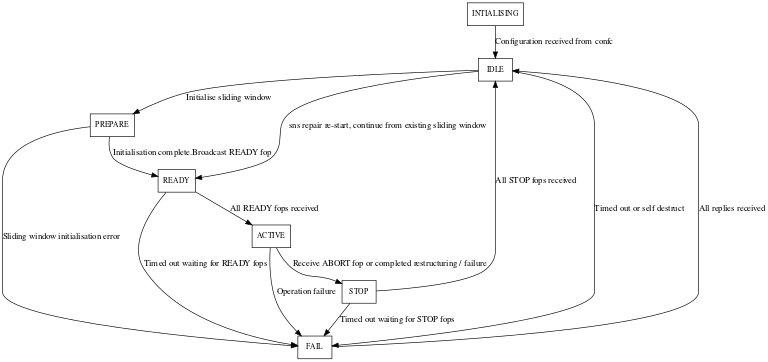 INTIALISING
Configuration received from confc
IDLE
Initialise sliding window
PREPARE
sns repair re-start, continue from existing sliding window
Initialisation complete.Broadcast READY fop
READY
All STOP fops received
All READY fops received
Timed out or self destruct
All replies received
Sliding window initialisation error
ACTIVE
Timed out waiting for READY fops
Receive ABORT fop or completed restructuring / failure
Operation failure
STOP
Timed out waiting for STOP fops
FAIL